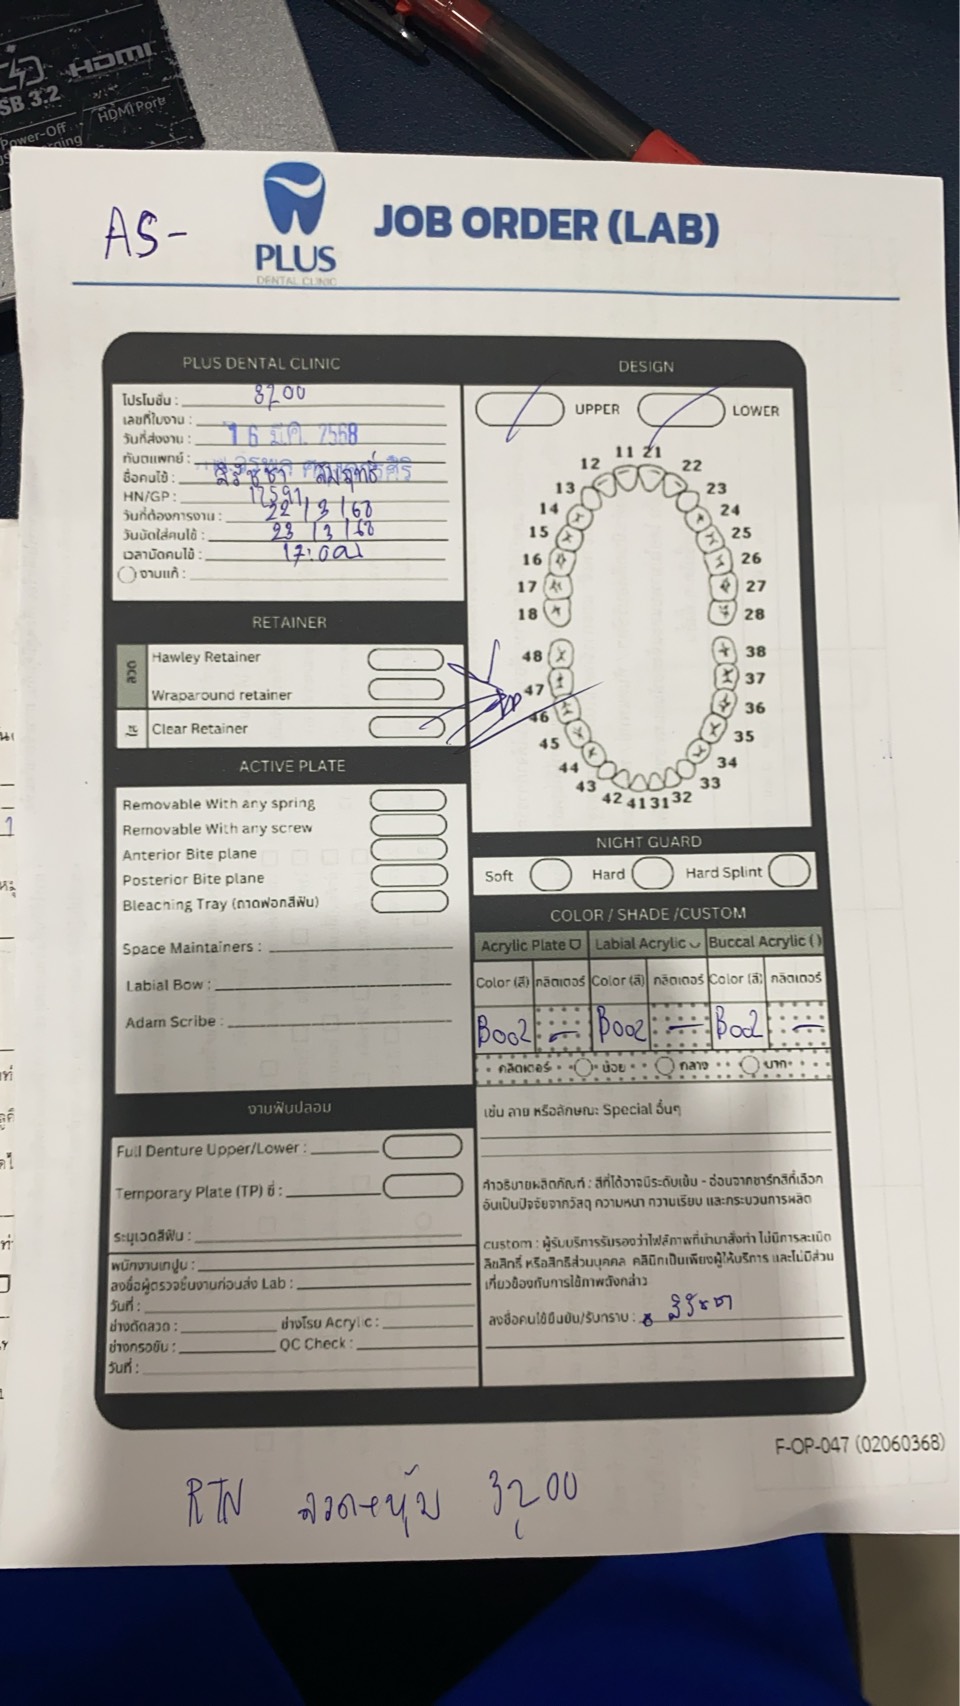 HDMI
SB 3.2
HDMI Port
Power-Off
AS-
PLUS
DENTAL CLINIC
JOB ORDER (LAB)
PLUS DENTAL CLINIC
โปรโมชั่น : 3200
เลขที่ใบงาน :
วันที่ส่งงาน : 16 มี.ค. 2568
ทันตแพทย์ :
ชื่อคนไข้ :
HN/GP : 12591
วันที่ต้องการงาน : 22/3/68
วันนัดใส่คนไข้ : 23/3/68
เวลานัดคนไข้ : 17:00น
งานแก้ :
DESIGN
UPPER
LOWER
11 21
12 22
13 23
14 24
15 25
16 26
17 27
18 28
48 38
47 37
46 36
45 35
44 34
43 33
42 41 31 32
RETAINER
ลวด
Hawley Retainer
Wraparound retainer
ใส
Clear Retainer
ACTIVE PLATE
Removable With any spring
Removable With any screw
Anterior Bite plane
Posterior Bite plane
Bleaching Tray (ถาดฟอกสีฟัน)
Space Maintainers :
Labial Bow :
Adam Scribe :
NIGHT GUARD
Soft Hard Hard Splint
COLOR / SHADE /CUSTOM
Acrylic Plate Labial Acrylic Buccal Acrylic ( )
Color (สี) กลิตเตอร์ Color (สี) กลิตเตอร์ Color (สี) กลิตเตอร์
B002 – B002 – B002 –
กลิตเตอร์ น้อย กลาง มาก
เช่น ลาย หรือลักษณะ Special อื่นๆ
คำอธิบายผลิตภัณฑ์ : สีที่ได้อาจมีระดับเข้ม - อ่อนจากชาร์ทสีที่เลือก
อันเป็นปัจจัยจากวัสดุ ความหนา ความเรียบ และกระบวนการผลิต
custom : ผู้รับบริการรับรองว่าไฟล์ภาพที่นำมาสั่งทำ ไม่มีการละเมิด
ลิขสิทธิ์ หรือสิทธิส่วนบุคคล คลินิกเป็นเพียงผู้ให้บริการ และไม่มีส่วน
เกี่ยวข้องกับการใช้ภาพดังกล่าว
ลงชื่อคนไข้ยืนยัน/รับทราบ : x สิรัชชา
งานฟันปลอม
Full Denture Upper/Lower :
Temporary Plate (TP) ซี่ :
ระบุเฉดสีฟัน :
พนักงานเทปูน :
ลงชื่อผู้ตรวจชิ้นงานก่อนส่ง Lab :
วันที่ :
ช่างดัดลวด : ช่างโรย Acrylic :
ช่างกรอขัน : QC Check :
วันที่ :
F-OP-047 (02060368)
RTN ลวด+หุ้ม 3200